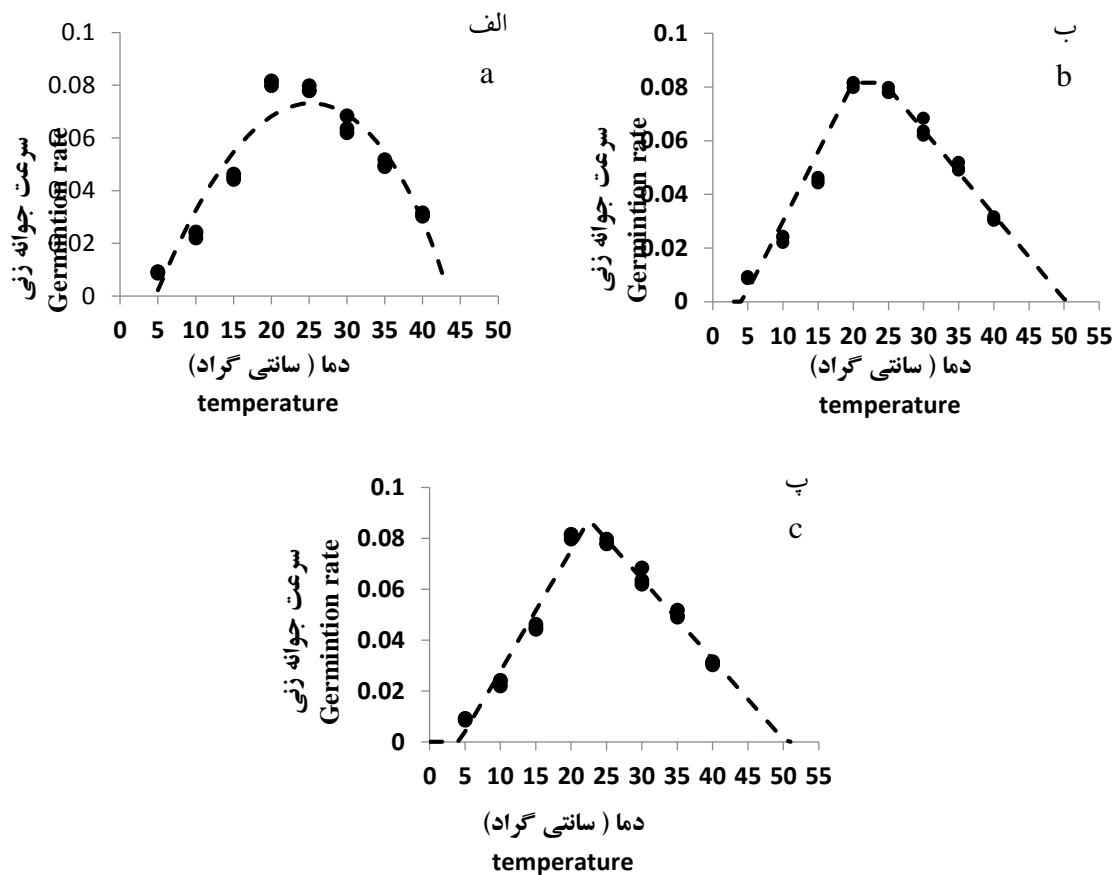 الف
a
0.1
0.08
0.06
0.04
0.02
0
سرعت جوانه زنی
Germintion rate
0 5 10 15 20 25 30 35 40 45 50
دما ( سانتی گراد)
temperature
ب
b
0.1
0.08
0.06
0.04
0.02
0
سرعت جوانه زنی
Germintion rate
0 5 10 15 20 25 30 35 40 45 50 55
دما ( سانتی گراد)
temperature
پ
c
0.1
0.08
0.06
0.04
0.02
0
سرعت جوانه زنی
Germintion rate
0 5 10 15 20 25 30 35 40 45 50 55
دما ( سانتی گراد)
temperature